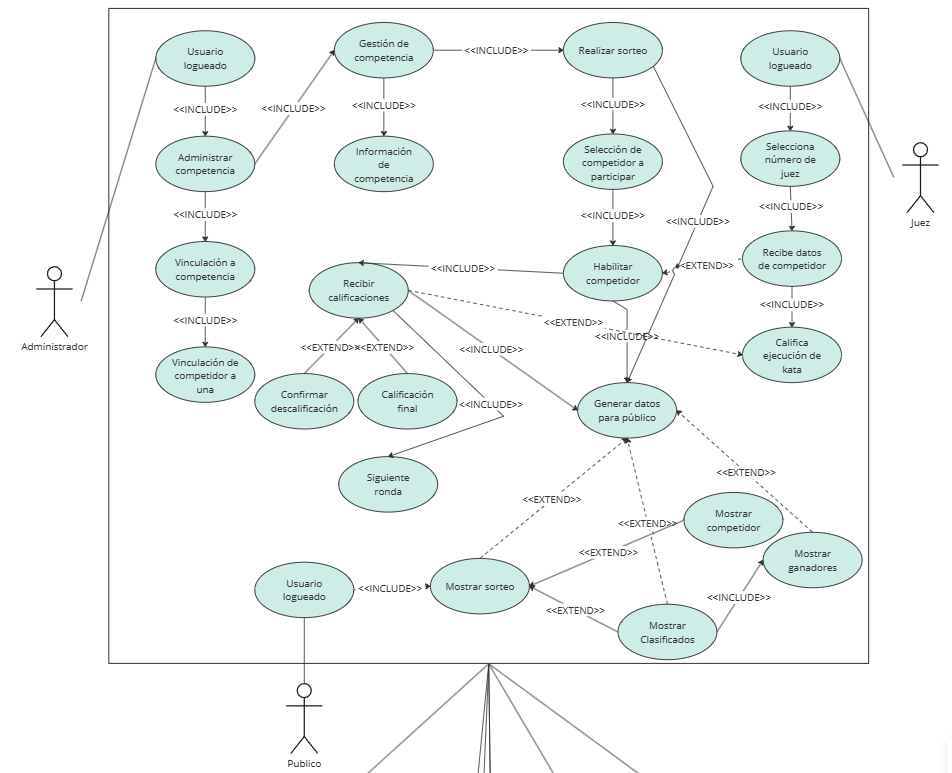 Usuario
logueado
<<INCLUDE>>
Administrar
competencia
<<INCLUDE>>
Vinculación a
competencia
<<INCLUDE>>
Vinculación de
competidor a
una
Administrador
<<INCLUDE>>
Gestión de
competencia
<<INCLUDE>>
<<INCLUDE>>
Información
de
competencia
Realizar sorteo
<<INCLUDE>>
Selección de
competidor a
participar
<<INCLUDE>>
<<INCLUDE>>
Habilitar
competidor
Usuario
logueado
<<INCLUDE>>
Selecciona
número de
juez
<<INCLUDE>>
Recibe datos
de competidor
<<EXTEND>>
<<INCLUDE>>
Califica
ejecución de
kata
Juez
<<INCLUDE>>
Recibir
calificaciones
<<EXTEND>>
<<INCLUDE>>
<<EXTEND>>
<<EXTEND>>
<<INCLUDE>>
Confirmar
descalificación
Calificación
final
<<INCLUDE>>
Generar datos
para público
Siguiente
ronda
<<EXTEND>>
<<EXTEND>>
<<EXTEND>>
Mostrar
competidor
<<EXTEND>>
Mostrar
ganadores
Usuario
logueado
<<INCLUDE>>
Mostrar sorteo
<<EXTEND>>
<<INCLUDE>>
Mostrar
Clasificados
Publico